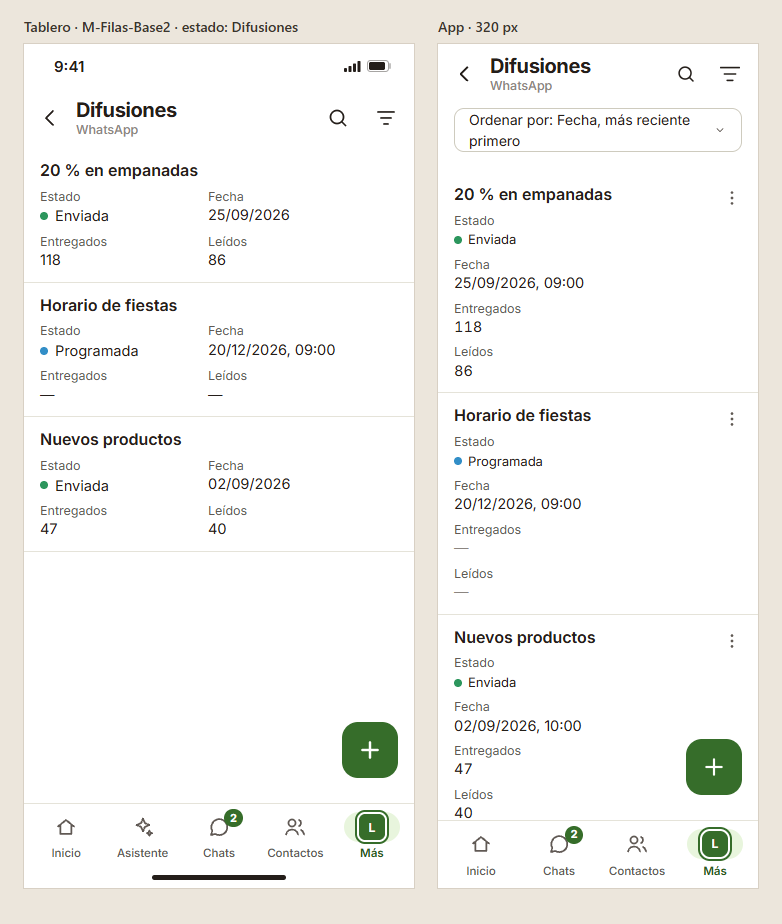 Tablero · M-Filas-Base2 · estado: Difusiones
9:41
Difusiones
WhatsApp
20 % en empanadas
Estado Fecha
Enviada 25/09/2026
Entregados Leídos
118 86
Horario de fiestas
Estado Fecha
Programada 20/12/2026, 09:00
Entregados Leídos
— —
Nuevos productos
Estado Fecha
Enviada 02/09/2026
Entregados Leídos
47 40
2
L
Inicio Asistente Chats Contactos Más
App · 320 px
Difusiones
WhatsApp
Ordenar por: Fecha, más reciente
primero
20 % en empanadas
Estado
Enviada
Fecha
25/09/2026, 09:00
Entregados
118
Leídos
86
Horario de fiestas
Estado
Programada
Fecha
20/12/2026, 09:00
Entregados
—
Leídos
—
Nuevos productos
Estado
Enviada
Fecha
02/09/2026, 10:00
Entregados
47
Leídos
40
2
L
Inicio Chats Contactos Más